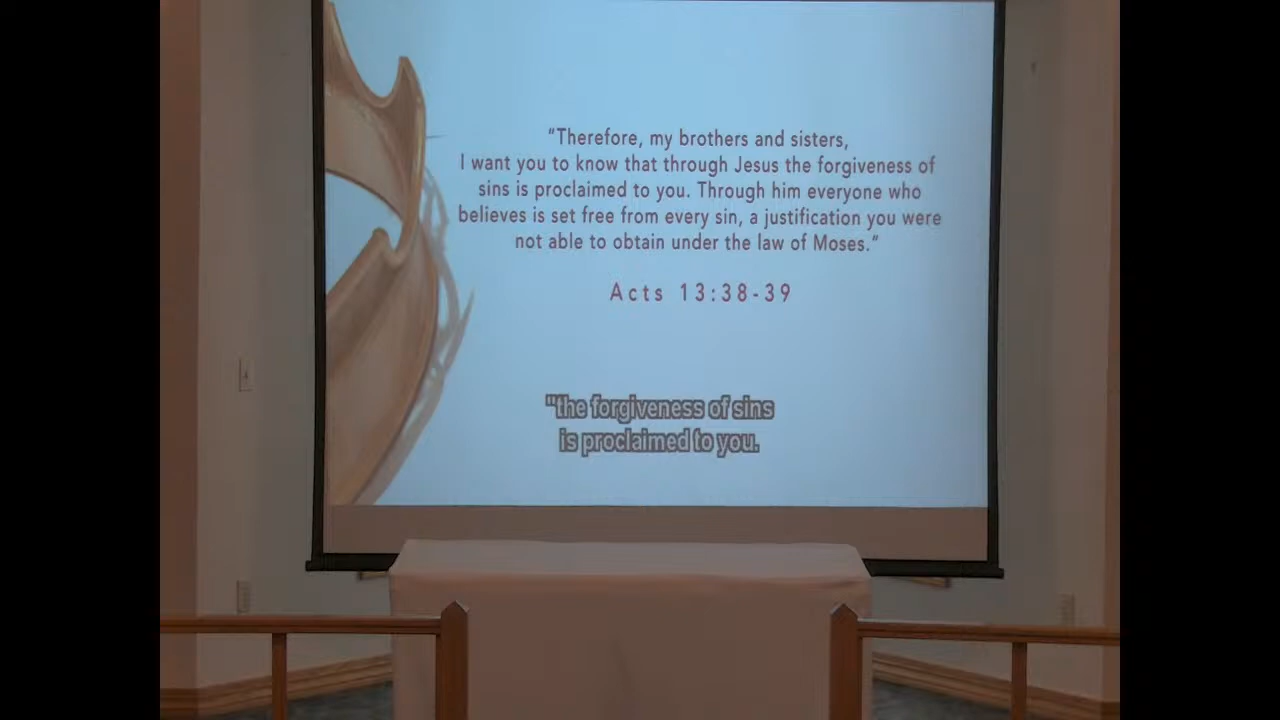 "Therefore, my brothers and sisters,
I want you to know that through Jesus the forgiveness of
sins is proclaimed to you. Through him everyone who
believes is set free from every sin, a justification you were
not able to obtain under the law of Moses."
Acts 13:38-39
"the forgiveness of sins
is proclaimed to you.